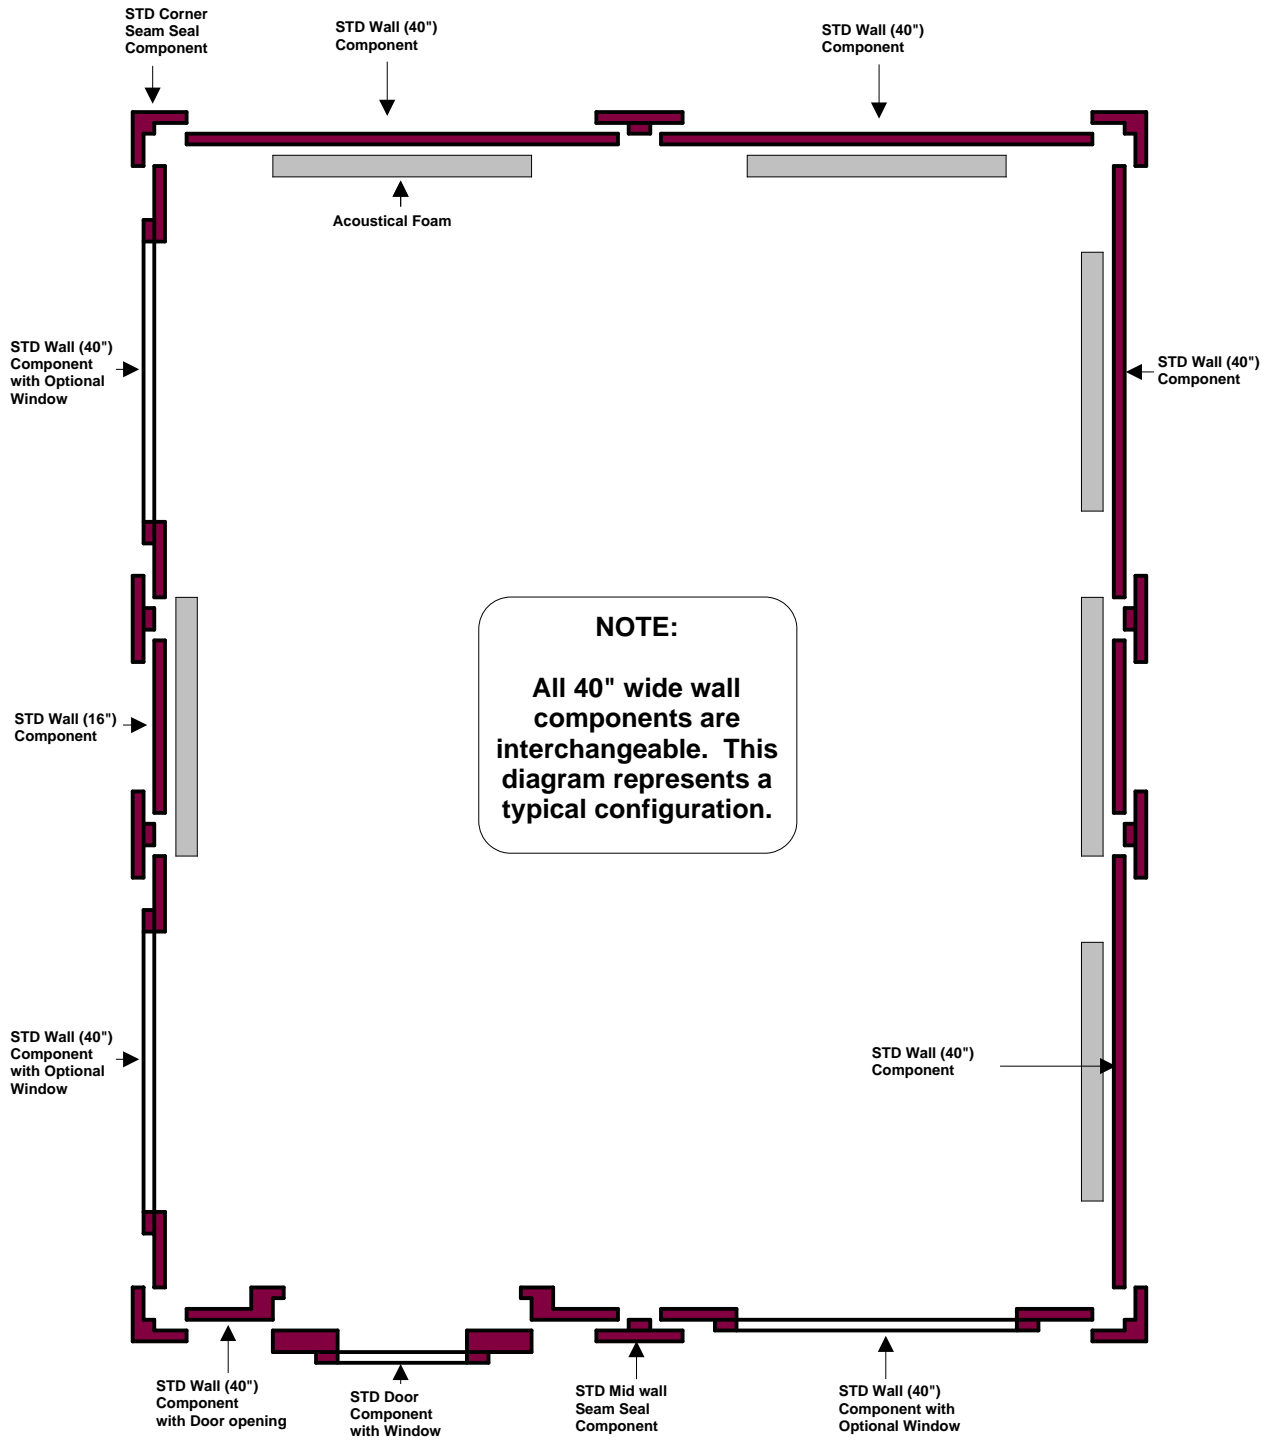 STD Corner
Seam Seal
Component
STD Wall (40")
Component
STD Wall (40")
Component
Acoustical Foam
STD Wall (40")
Component
with Optional
Window
STD Wall (40")
Component
NOTE:
All 40" wide wall
components are
interchangeable. This
diagram represents a
typical configuration.
STD Wall (16")
Component
STD Wall (40")
Component
with Optional
Window
STD Wall (40")
Component
STD Wall (40")
Component
with Door opening
STD Door
Component
with Window
STD Mid wall
Seam Seal
Component
STD Wall (40")
Component with
Optional Window